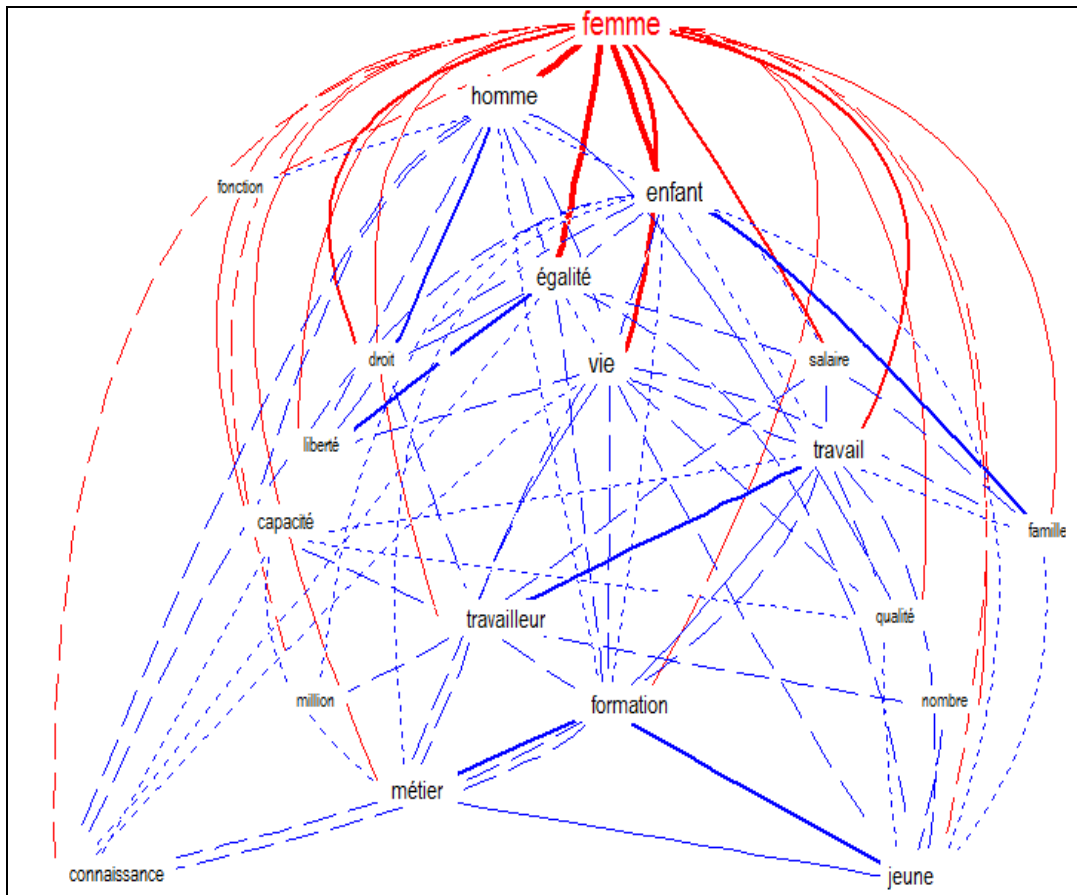 femme
homme
fonction
enfant
égalité
droit
vie
salaire
liberté
travail
capacité
famille
travailleur
qualité
million
formation
nombre
métier
connaissance
jeune